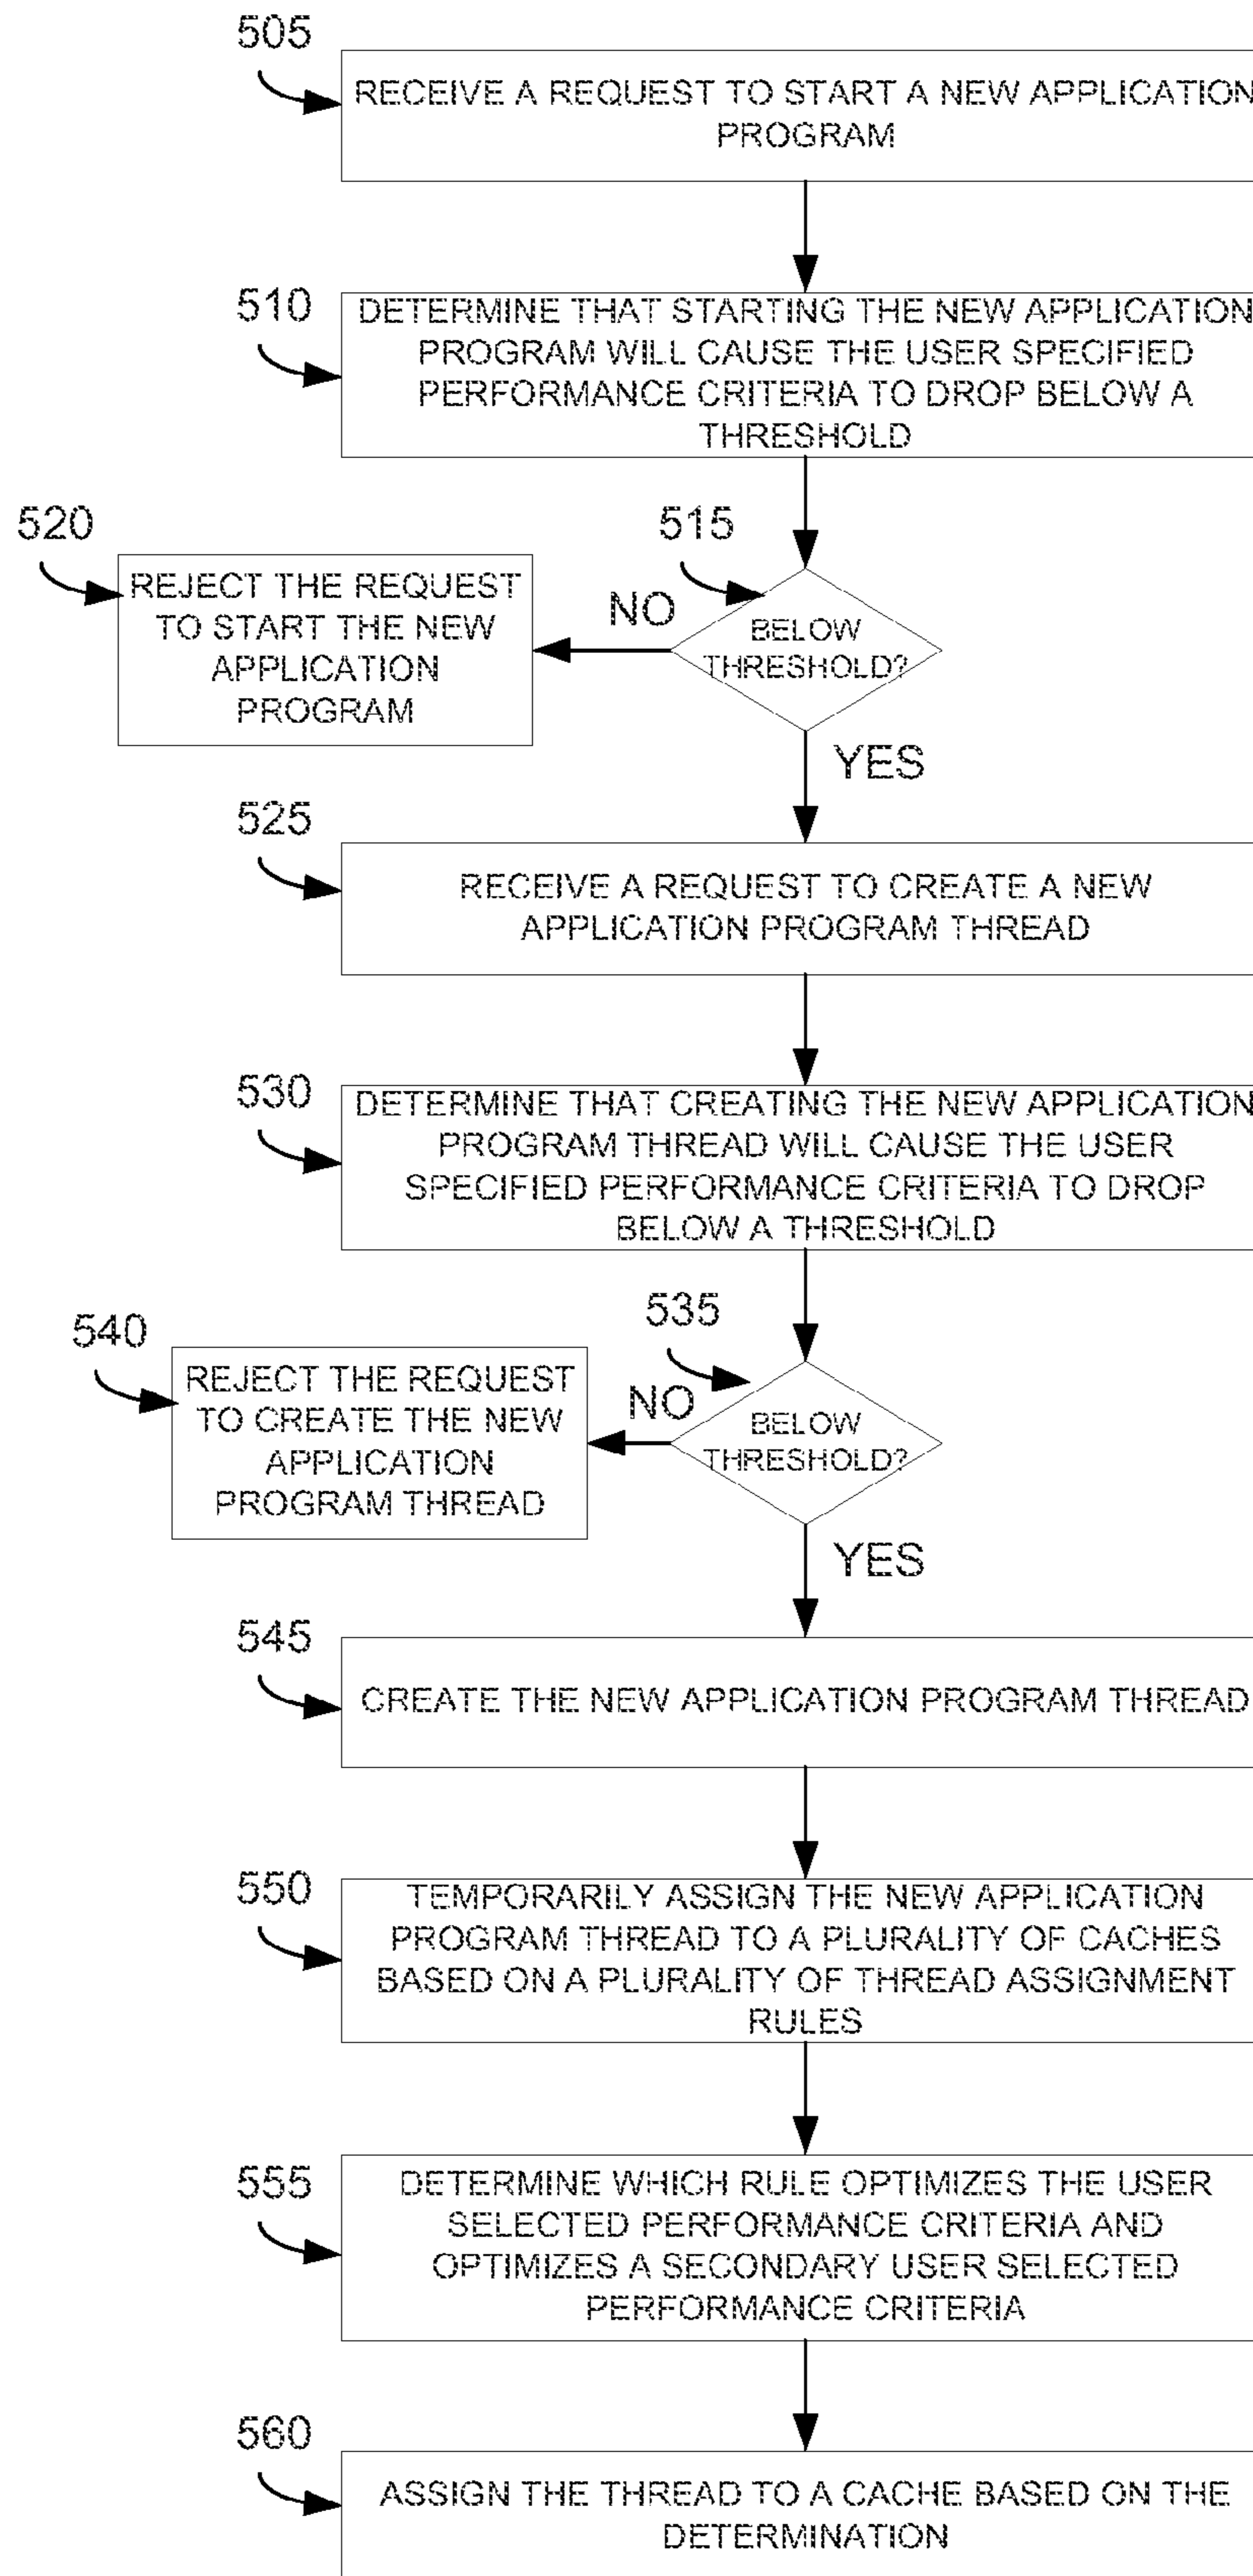 505
RECEIVE A REQUEST TO START A NEW APPLICATION
PROGRAM
510
DETERMINE THAT STARTING THE NEW APPLICATION
PROGRAM WILL CAUSE THE USER SPECIFIED
PERFORMANCE CRITERIA TO DROP BELOW A
THRESHOLD
520
515
REJECT THE REQUEST
TO START THE NEW
APPLICATION
PROGRAM
NO
BELOW
THRESHOLD?
YES
525
RECEIVE A REQUEST TO CREATE A NEW
APPLICATION PROGRAM THREAD
530
DETERMINE THAT CREATING THE NEW APPLICATION
PROGRAM THREAD WILL CAUSE THE USER
SPECIFIED PERFORMANCE CRITERIA TO DROP
BELOW A THRESHOLD
540
535
REJECT THE REQUEST
TO CREATE THE NEW
APPLICATION
PROGRAM THREAD
NO
BELOW
THRESHOLD?
YES
545
CREATE THE NEW APPLICATION PROGRAM THREAD
550
TEMPORARILY ASSIGN THE NEW APPLICATION
PROGRAM THREAD TO A PLURALITY OF CACHES
BASED ON A PLURALITY OF THREAD ASSIGNMENT
RULES
555
DETERMINE WHICH RULE OPTIMIZES THE USER
SELECTED PERFORMANCE CRITERIA AND
OPTIMIZES A SECONDARY USER SELECTED
PERFORMANCE CRITERIA
560
ASSIGN THE THREAD TO A CACHE BASED ON THE
DETERMINATION